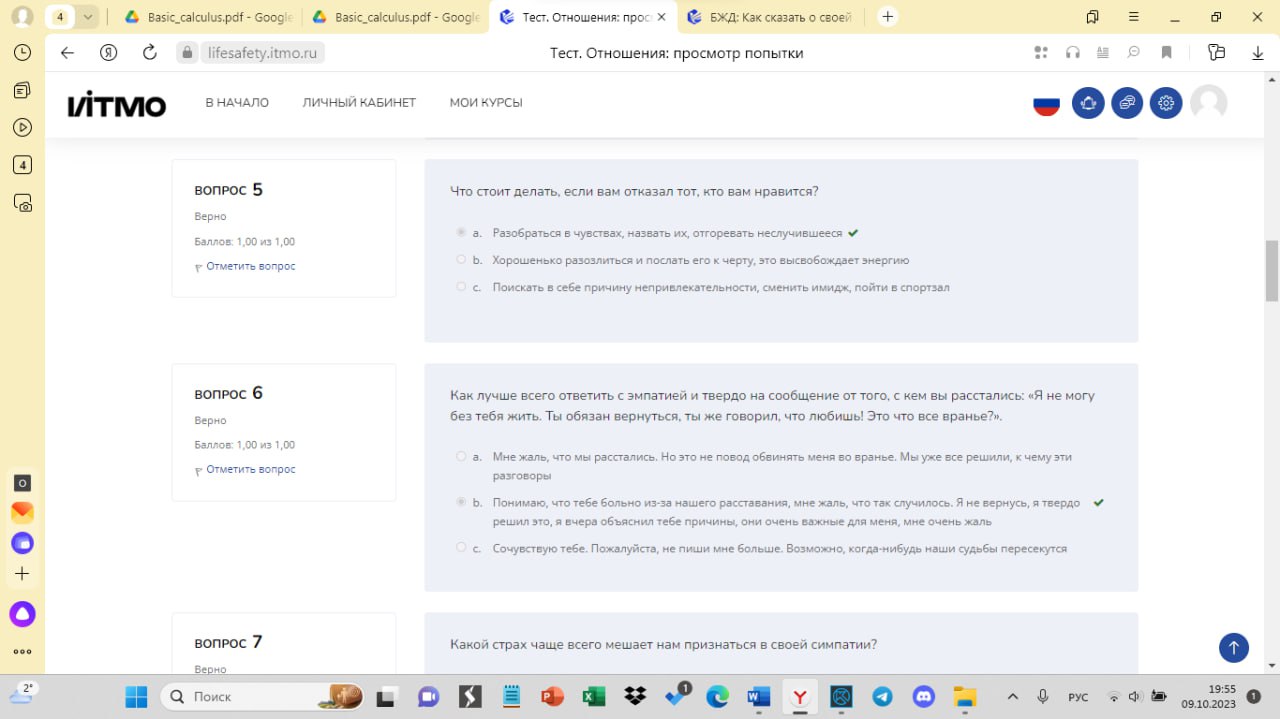 4
Basic_calculus.pdf - Google
Basic_calculus.pdf - Google
Тест. Отношения: прос
БЖД: Как сказать о своей
lifesafety.itmo.ru
Тест. Отношения: просмотр попытки
ИТМО
В НАЧАЛО
ЛИЧНЫЙ КАБИНЕТ
МОИ КУРСЫ
4
ВОПРОС 5
Верно
Баллов: 1,00 из 1,00
Отметить вопрос
Что стоит делать, если вам отказал тот, кто вам нравится?
a. Разобраться в чувствах, назвать их, отгоревать неслучившееся
b. Хорошенько разозлиться и послать его к черту, это высвобождает энергию
c. Поискать в себе причину непривлекательности, сменить имидж, пойти в спортзал
ВОПРОС 6
Верно
Баллов: 1,00 из 1,00
Отметить вопрос
Как лучше всего ответить с эмпатией и твердо на сообщение от того, с кем вы расстались: «Я не могу
без тебя жить. Ты обязан вернуться, ты же говорил, что любишь! Это что все вранье?».
a. Мне жаль, что мы расстались. Но это не повод обвинять меня во вранье. Мы уже все решили, к чему эти
разговоры
b. Понимаю, что тебе больно из-за нашего расставания, мне жаль, что так случилось. Я не вернусь, я твердо
решил это, я вчера объяснил тебе причины, они очень важные для меня, мне очень жаль
c. Сочувствую тебе. Пожалуйста, не пиши мне больше. Возможно, когда-нибудь наши судьбы пересекутся
ВОПРОС 7
Верно
Какой страх чаще всего мешает нам признаться в своей симпатии?
2°
Поиск
1
РУС
19:55
09.10.2023
1